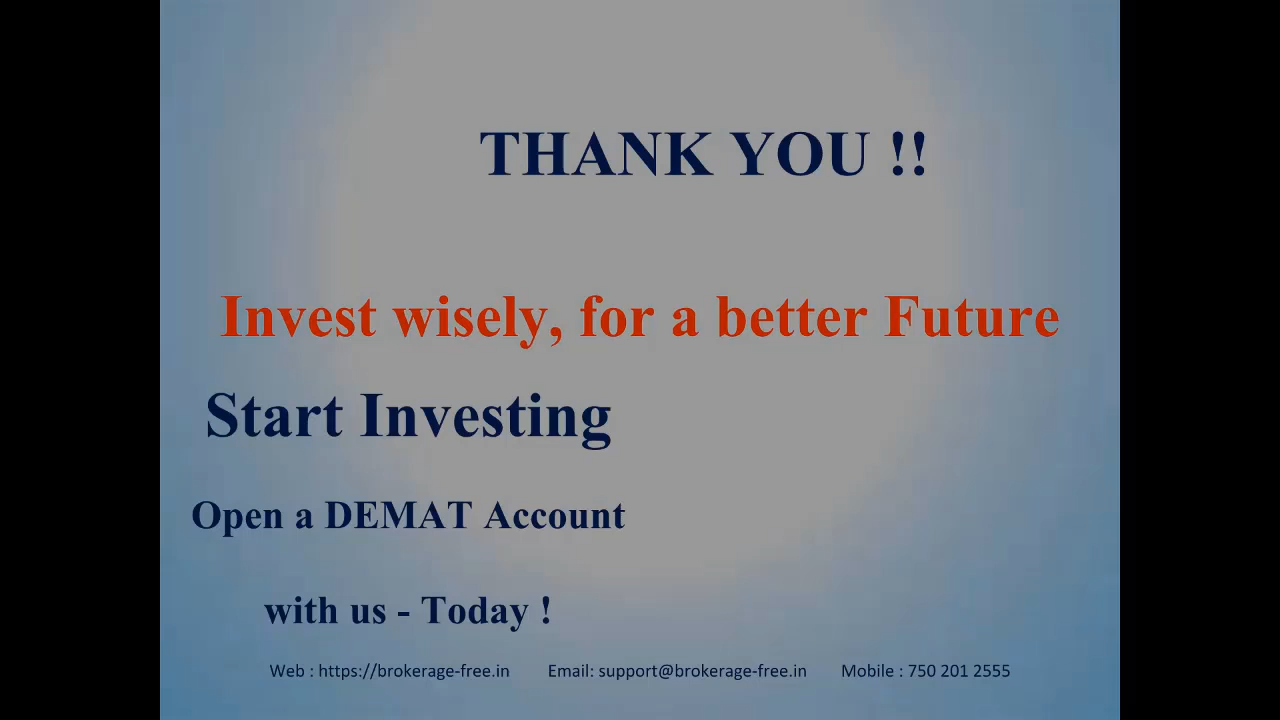 THANK YOU !!
Invest wisely, for a better Future
Start Investing
Open a DEMAT Account
with us - Today !
Web : https://brokerage-free.in Email: support@brokerage-free.in Mobile : 750 201 2555